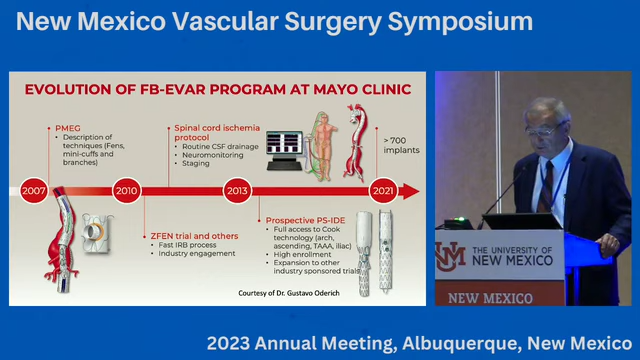 New Mexico Vascular Surgery Symposium
EVOLUTION OF FB-EVAR PROGRAM AT MAYO CLINIC
PMEG
• Description of
techniques (Fens,
mini-cuffs and
branches)
Spinal cord ischemia
protocol
• Routine CSF drainage
• Neuromonitoring
• Staging
> 700
implants
2007
2010
2013
2021
ZFEN trial and others
• Fast IRB process
• Industry engagement
Prospective PS-IDE
• Full access to Cook
technology (arch,
ascending, TAAA, iliac)
• High enrollment
• Expansion to other
industry sponsored trials
Courtesy of Dr. Gustavo Oderich
THE UNIVERSITY OF
NEW MEXICO
NEW MEXICO
2023 Annual Meeting, Albuquerque, New Mexico